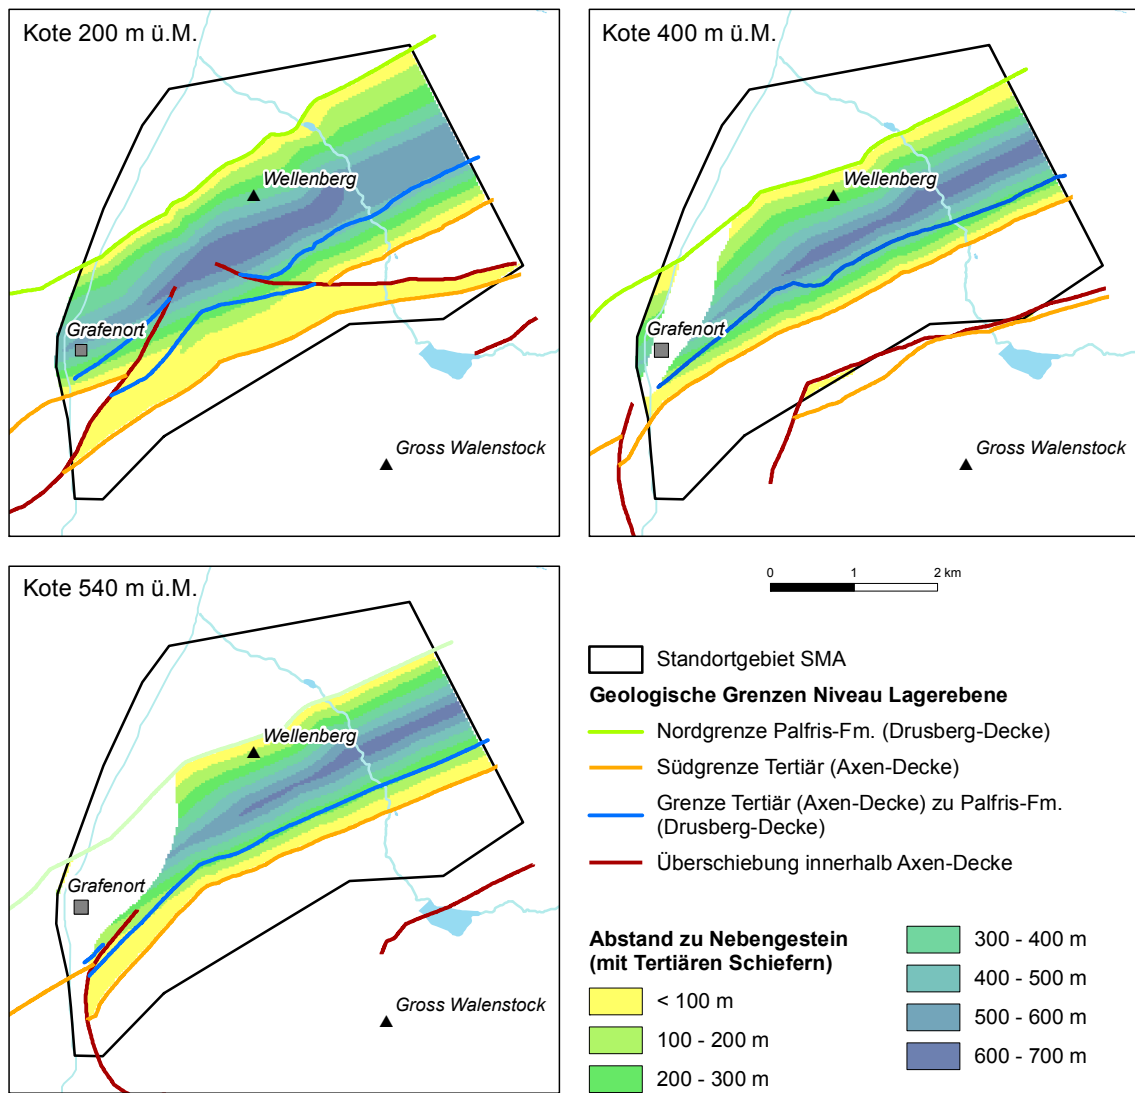 Kote 200 m ü.M.
Wellenberg
Grafenort
Gross Walenstock
Kote 400 m ü.M.
Wellenberg
Grafenort
Gross Walenstock
Kote 540 m ü.M.
Wellenberg
Grafenort
Gross Walenstock
0 1 2 km
Standortgebiet SMA
Geologische Grenzen Niveau Lagerebene
Nordgrenze Palfris-Fm. (Drusberg-Decke)
Südgrenze Tertiär (Axen-Decke)
Grenze Tertiär (Axen-Decke) zu Palfris-Fm.
(Drusberg-Decke)
Überschiebung innerhalb Axen-Decke
Abstand zu Nebengestein
(mit Tertiären Schiefern)
< 100 m
100 - 200 m
200 - 300 m
300 - 400 m
400 - 500 m
500 - 600 m
600 - 700 m